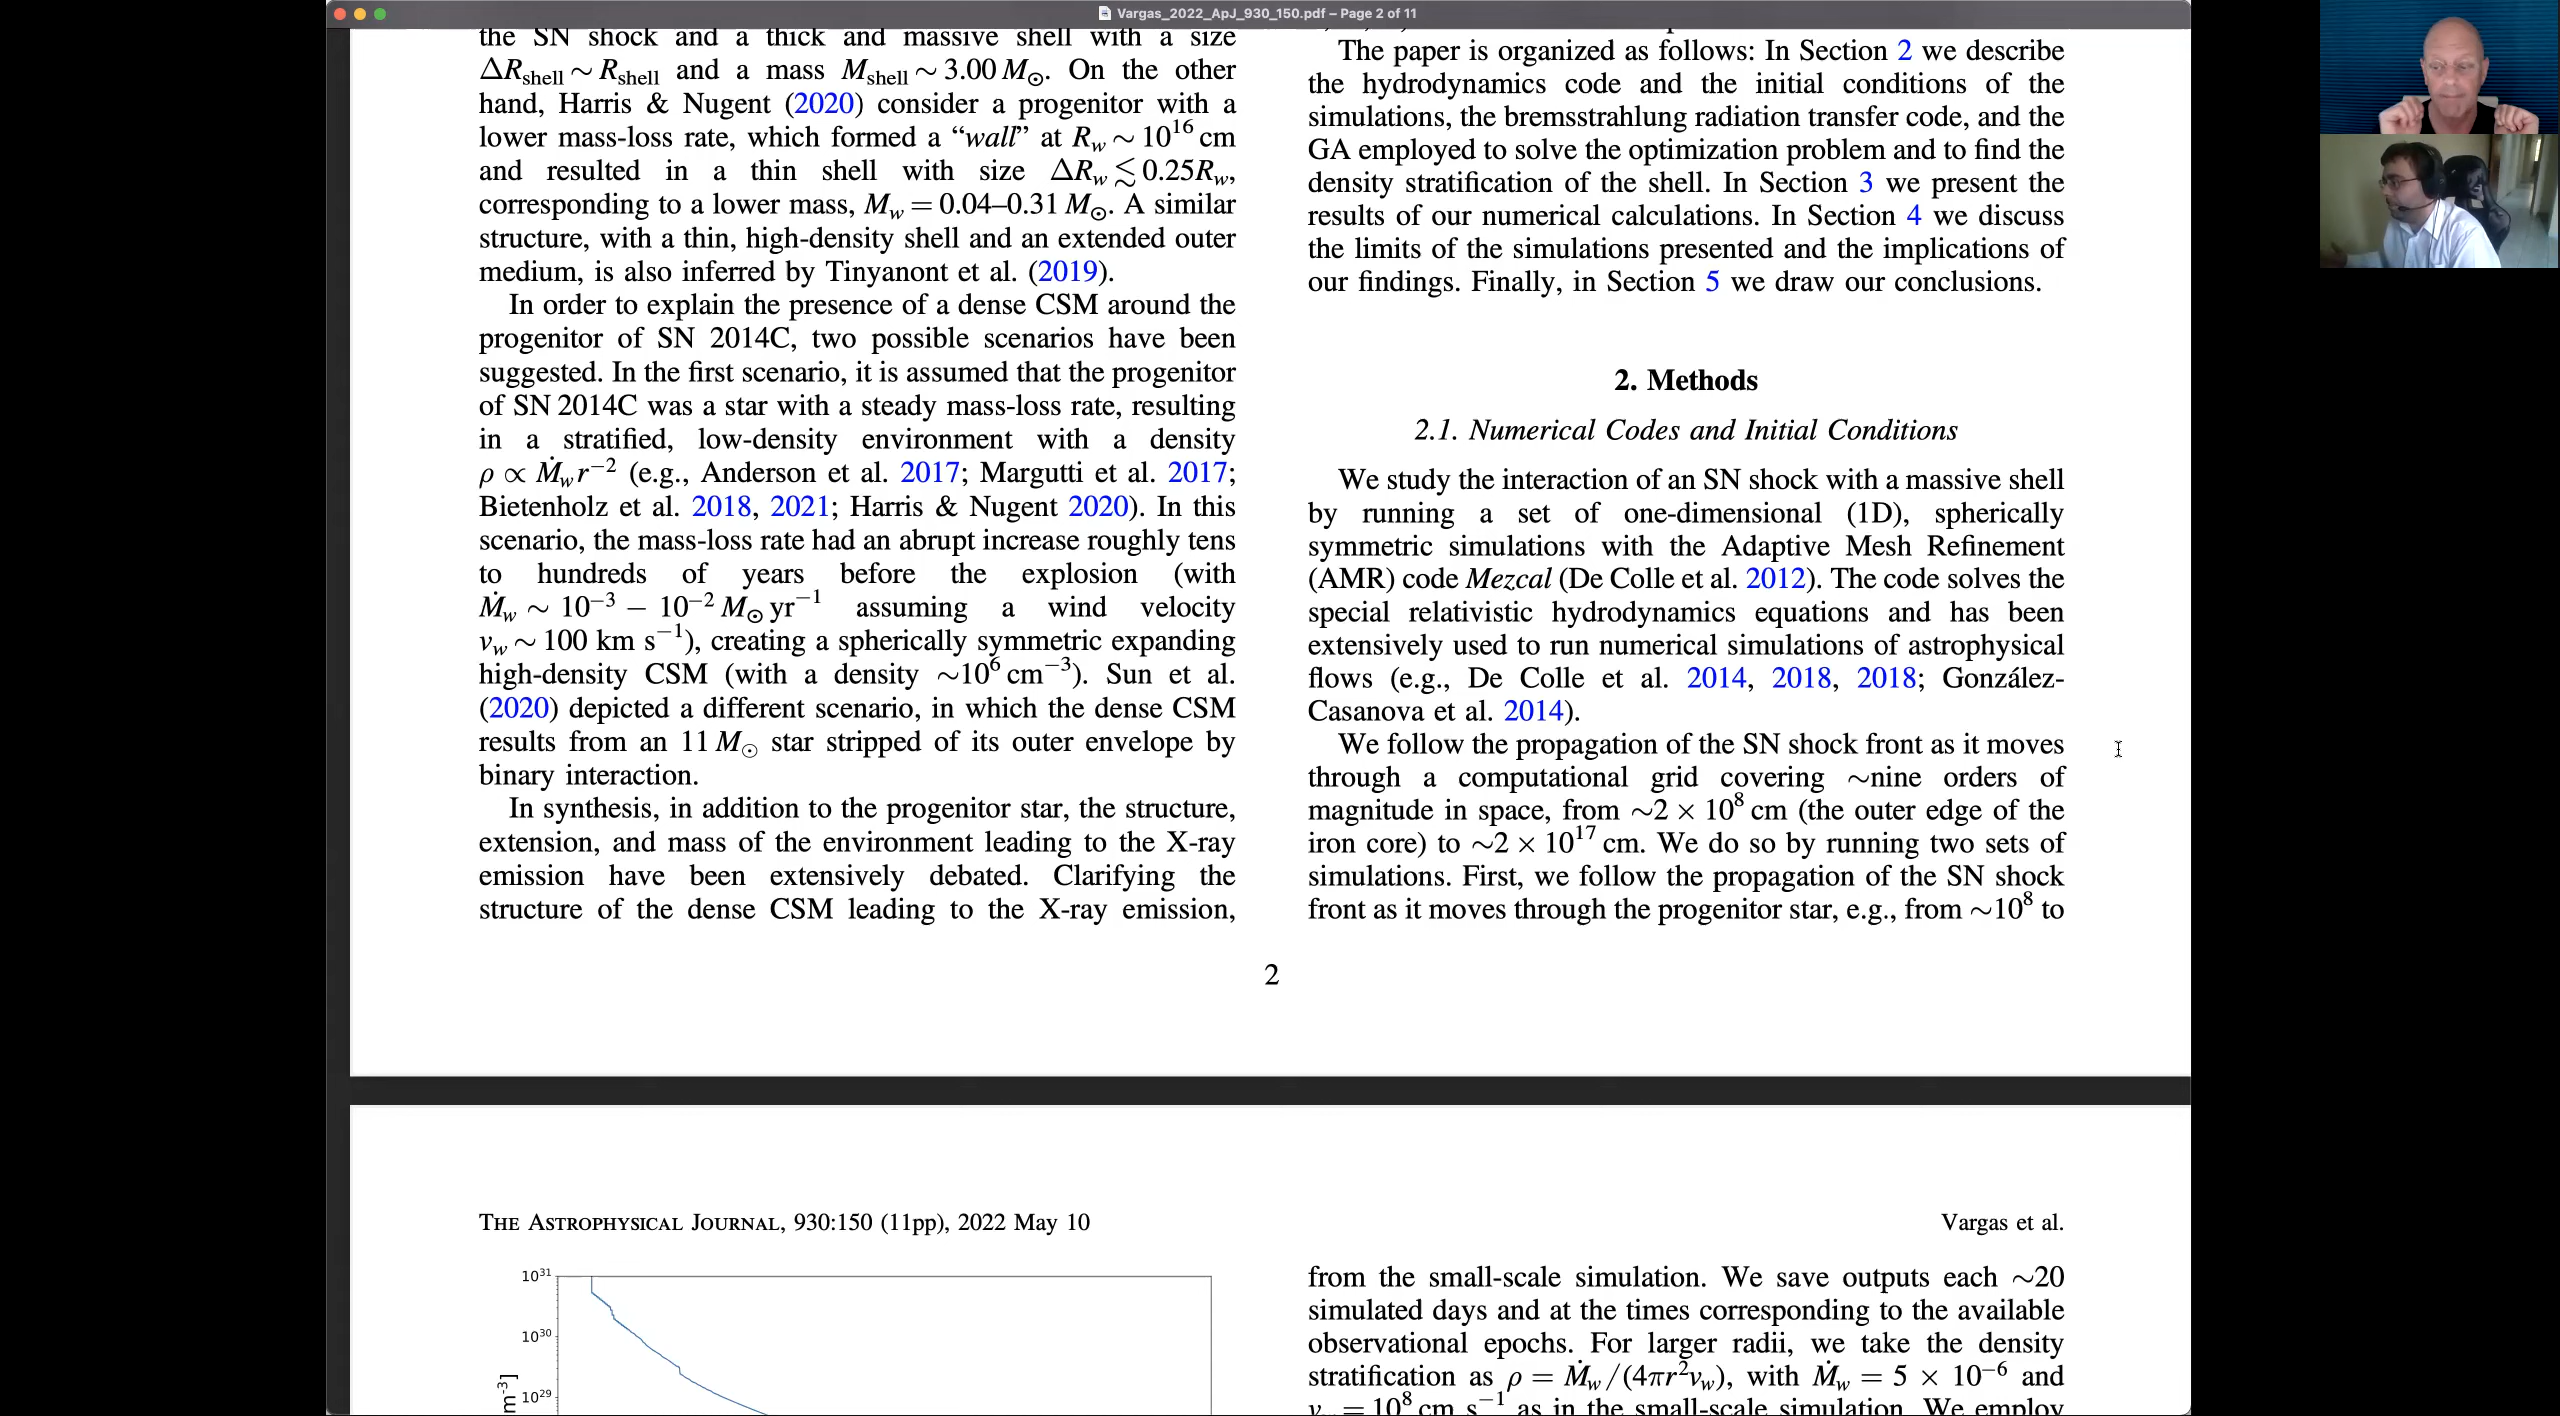 Vargas_2022_ApJ_930_150.pdf – Page 2 of 11
the SN shock and a thick and massive shell with a size
ΔR_shell ∼ R_shell and a mass M_shell ∼ 3.00 M⊙. On the other
hand, Harris & Nugent (2020) consider a progenitor with a
lower mass-loss rate, which formed a “wall” at R_w ∼ 10^16 cm
and resulted in a thin shell with size ΔR_w ≲ 0.25R_w,
corresponding to a lower mass, M_w = 0.04–0.31 M⊙. A similar
structure, with a thin, high-density shell and an extended outer
medium, is also inferred by Tinyanont et al. (2019).
In order to explain the presence of a dense CSM around the
progenitor of SN 2014C, two possible scenarios have been
suggested. In the first scenario, it is assumed that the progenitor
of SN 2014C was a star with a steady mass-loss rate, resulting
in a stratified, low-density environment with a density
ρ ∝ Ṁ_w r^−2 (e.g., Anderson et al. 2017; Margutti et al. 2017;
Bietenholz et al. 2018, 2021; Harris & Nugent 2020). In this
scenario, the mass-loss rate had an abrupt increase roughly tens
to hundreds of years before the explosion (with
Ṁ_w ∼ 10^−3 − 10^−2 M⊙ yr^−1 assuming a wind velocity
v_w ∼ 100 km s^−1), creating a spherically symmetric expanding
high-density CSM (with a density ∼10^6 cm^−3). Sun et al.
(2020) depicted a different scenario, in which the dense CSM
results from an 11 M⊙ star stripped of its outer envelope by
binary interaction.
In synthesis, in addition to the progenitor star, the structure,
extension, and mass of the environment leading to the X-ray
emission have been extensively debated. Clarifying the
structure of the dense CSM leading to the X-ray emission,
The paper is organized as follows: In Section 2 we describe
the hydrodynamics code and the initial conditions of the
simulations, the bremsstrahlung radiation transfer code, and the
GA employed to solve the optimization problem and to find the
density stratification of the shell. In Section 3 we present the
results of our numerical calculations. In Section 4 we discuss
the limits of the simulations presented and the implications of
our findings. Finally, in Section 5 we draw our conclusions.
2. Methods
2.1. Numerical Codes and Initial Conditions
We study the interaction of an SN shock with a massive shell
by running a set of one-dimensional (1D), spherically
symmetric simulations with the Adaptive Mesh Refinement
(AMR) code Mezcal (De Colle et al. 2012). The code solves the
special relativistic hydrodynamics equations and has been
extensively used to run numerical simulations of astrophysical
flows (e.g., De Colle et al. 2014, 2018, 2018; González-
Casanova et al. 2014).
We follow the propagation of the SN shock front as it moves
through a computational grid covering ∼nine orders of
magnitude in space, from ∼2 × 10^8 cm (the outer edge of the
iron core) to ∼2 × 10^17 cm. We do so by running two sets of
simulations. First, we follow the propagation of the SN shock
front as it moves through the progenitor star, e.g., from ∼10^8 to
2
THE ASTROPHYSICAL JOURNAL, 930:150 (11pp), 2022 May 10
Vargas et al.
10^31
10^30
10^29
m^-3]
from the small-scale simulation. We save outputs each ∼20
simulated days and at the times corresponding to the available
observational epochs. For larger radii, we take the density
stratification as ρ = Ṁ_w/(4πr^2v_w), with Ṁ_w = 5 × 10^−6 and
= 10^8 cm s^−1 as in the small-scale simulation. We employ